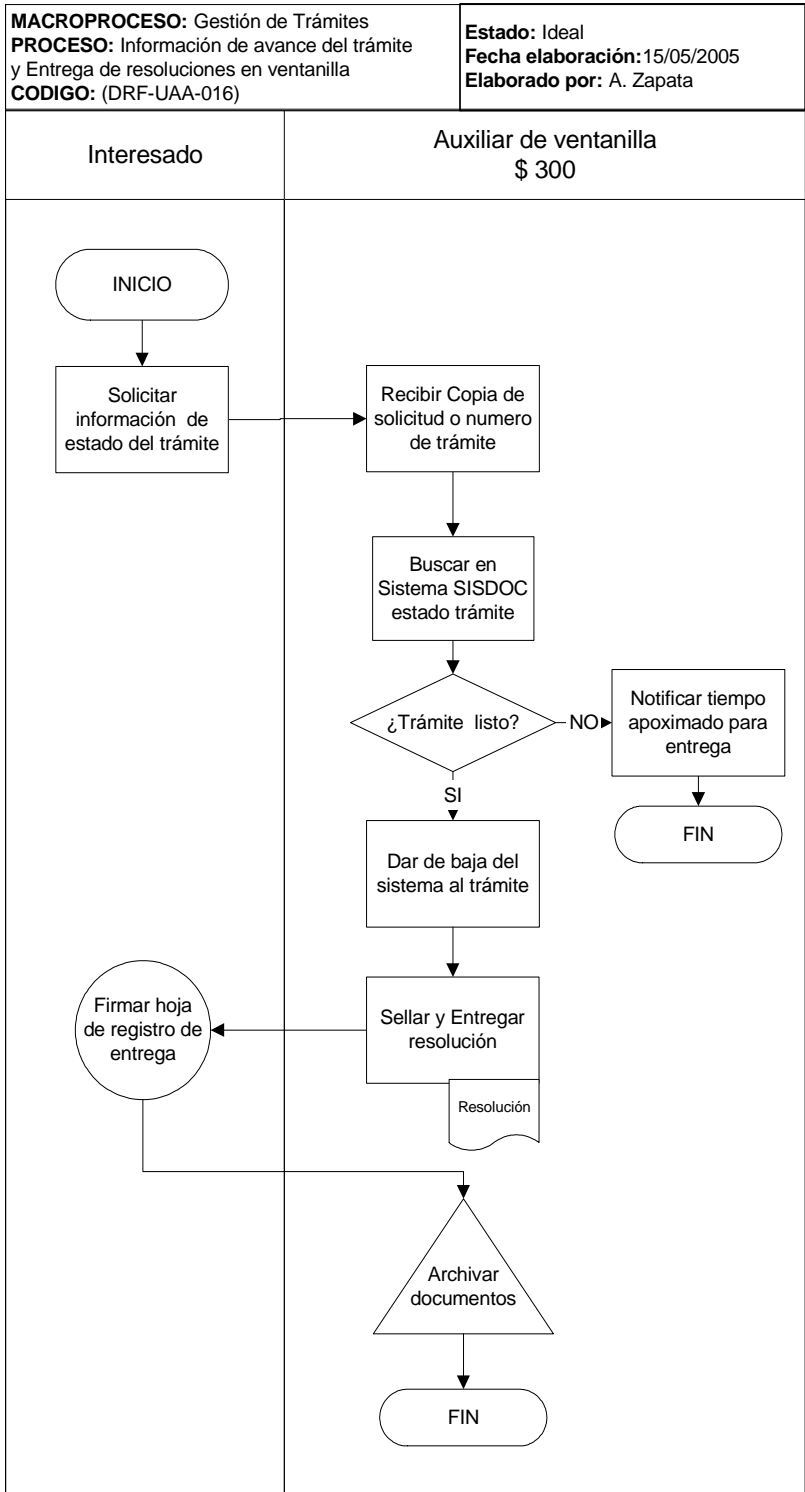 MACROPROCESO: Gestión de Trámites
PROCESO: Información de avance del trámite
y Entrega de resoluciones en ventanilla
CODIGO: (DRF-UAA-016)
Estado: Ideal
Fecha elaboración:15/05/2005
Elaborado por: A. Zapata
Interesado
Auxiliar de ventanilla
$ 300
INICIO
Solicitar
información de
estado del trámite
Recibir Copia de
solicitud o numero
de trámite
Buscar en
Sistema SISDOC
estado trámite
¿Trámite listo?
NO
Notificar tiempo
apoximado para
entrega
FIN
SI
Dar de baja del
sistema al trámite
Sellar y Entregar
resolución
Resolución
Firmar hoja
de registro de
entrega
Archivar
documentos
FIN